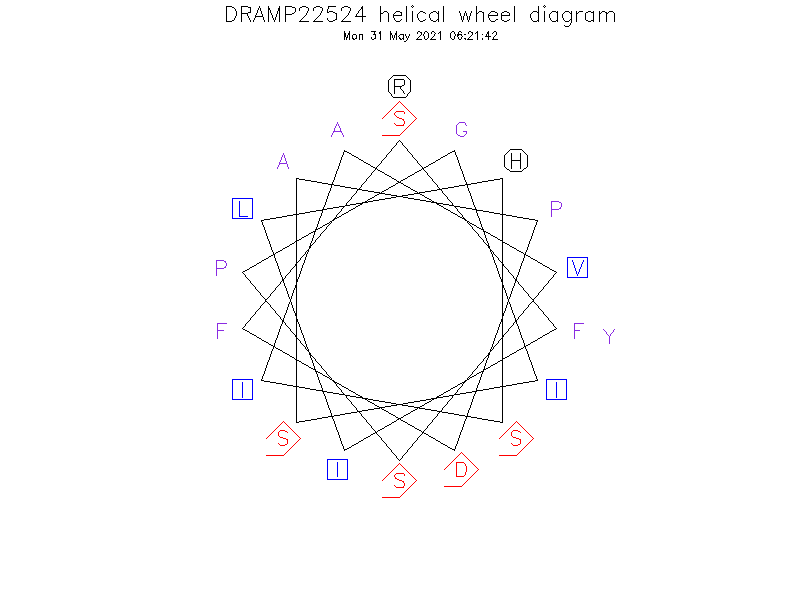 DRAMP22524 helical wheel diagram
Mon 31 May 2021 06:21:42
R
S
A G
A H
L P
P V
F F Y
I I
S S
I S D